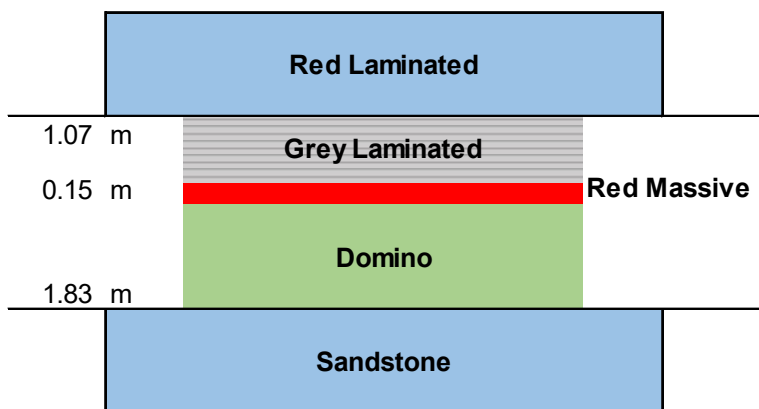 Red Laminated
1.07 m
Grey Laminated
0.15 m
Red Massive
Domino
1.83 m
Sandstone